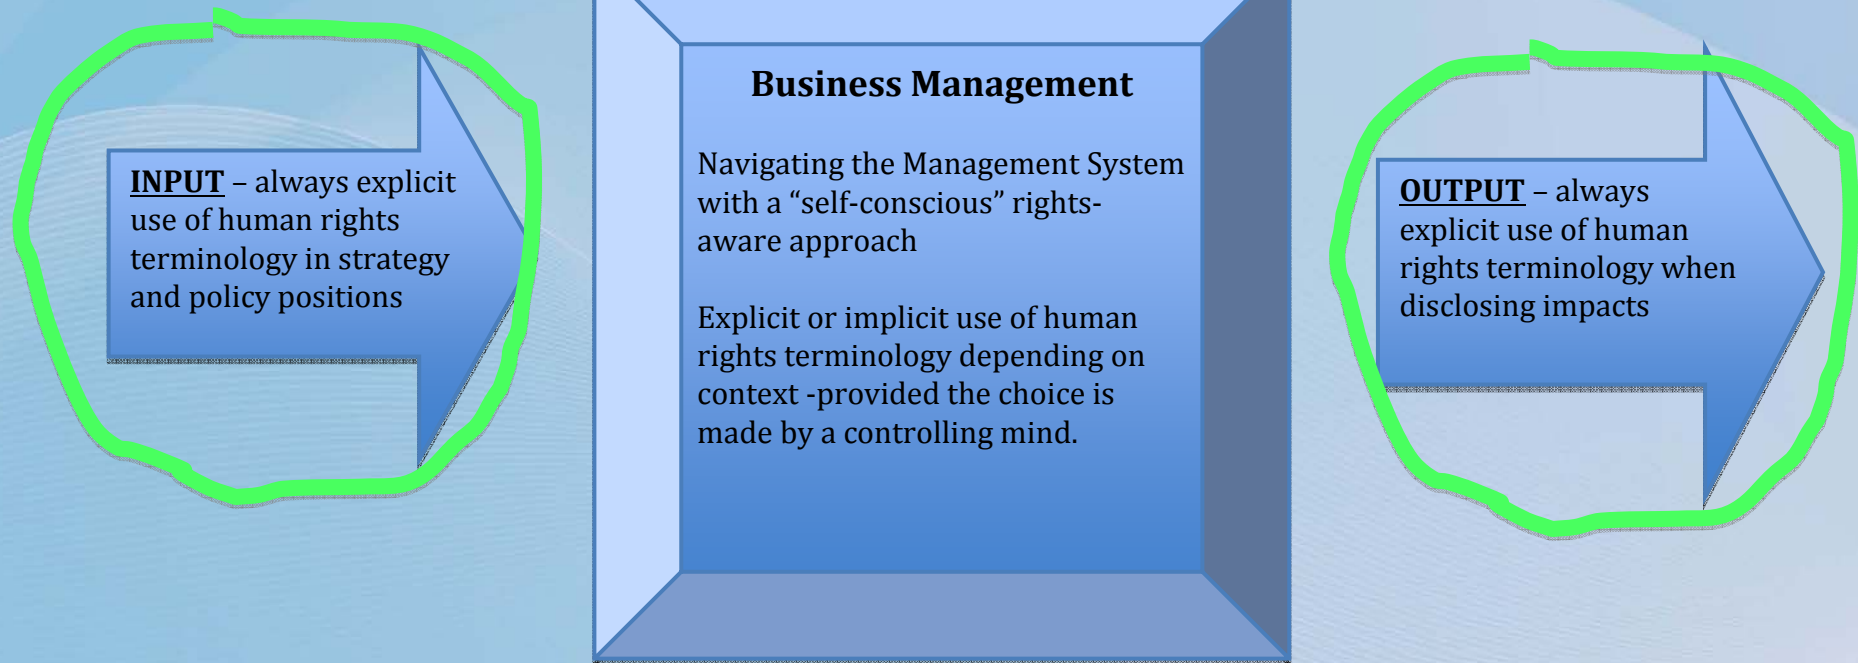 INPUT – always explicit
use of human rights
terminology in strategy
and policy positions
Business Management
Navigating the Management System
with a “self-conscious” rights-
aware approach
Explicit or implicit use of human
rights terminology depending on
context -provided the choice is
made by a controlling mind.
OUTPUT – always
explicit use of human
rights terminology when
disclosing impacts